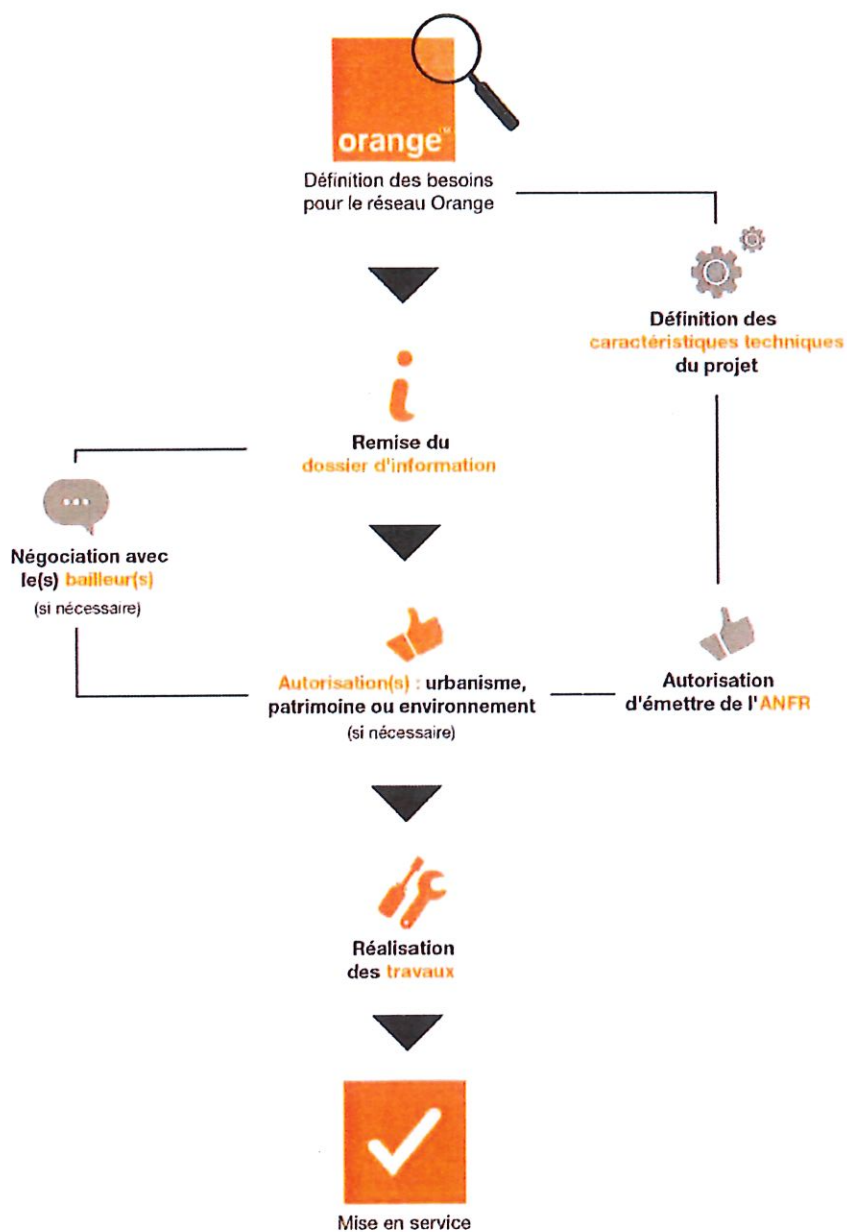 orange™
Définition des besoins
pour le réseau Orange
Définition des
caractéristiques techniques
du projet
Remise du
dossier d'information
Négociation avec
le(s) bailleur(s)
(si nécessaire)
Autorisation(s) : urbanisme,
patrimoine ou environnement
(si nécessaire)
Autorisation
d'émettre de l'ANFR
Réalisation
des travaux
Mise en service